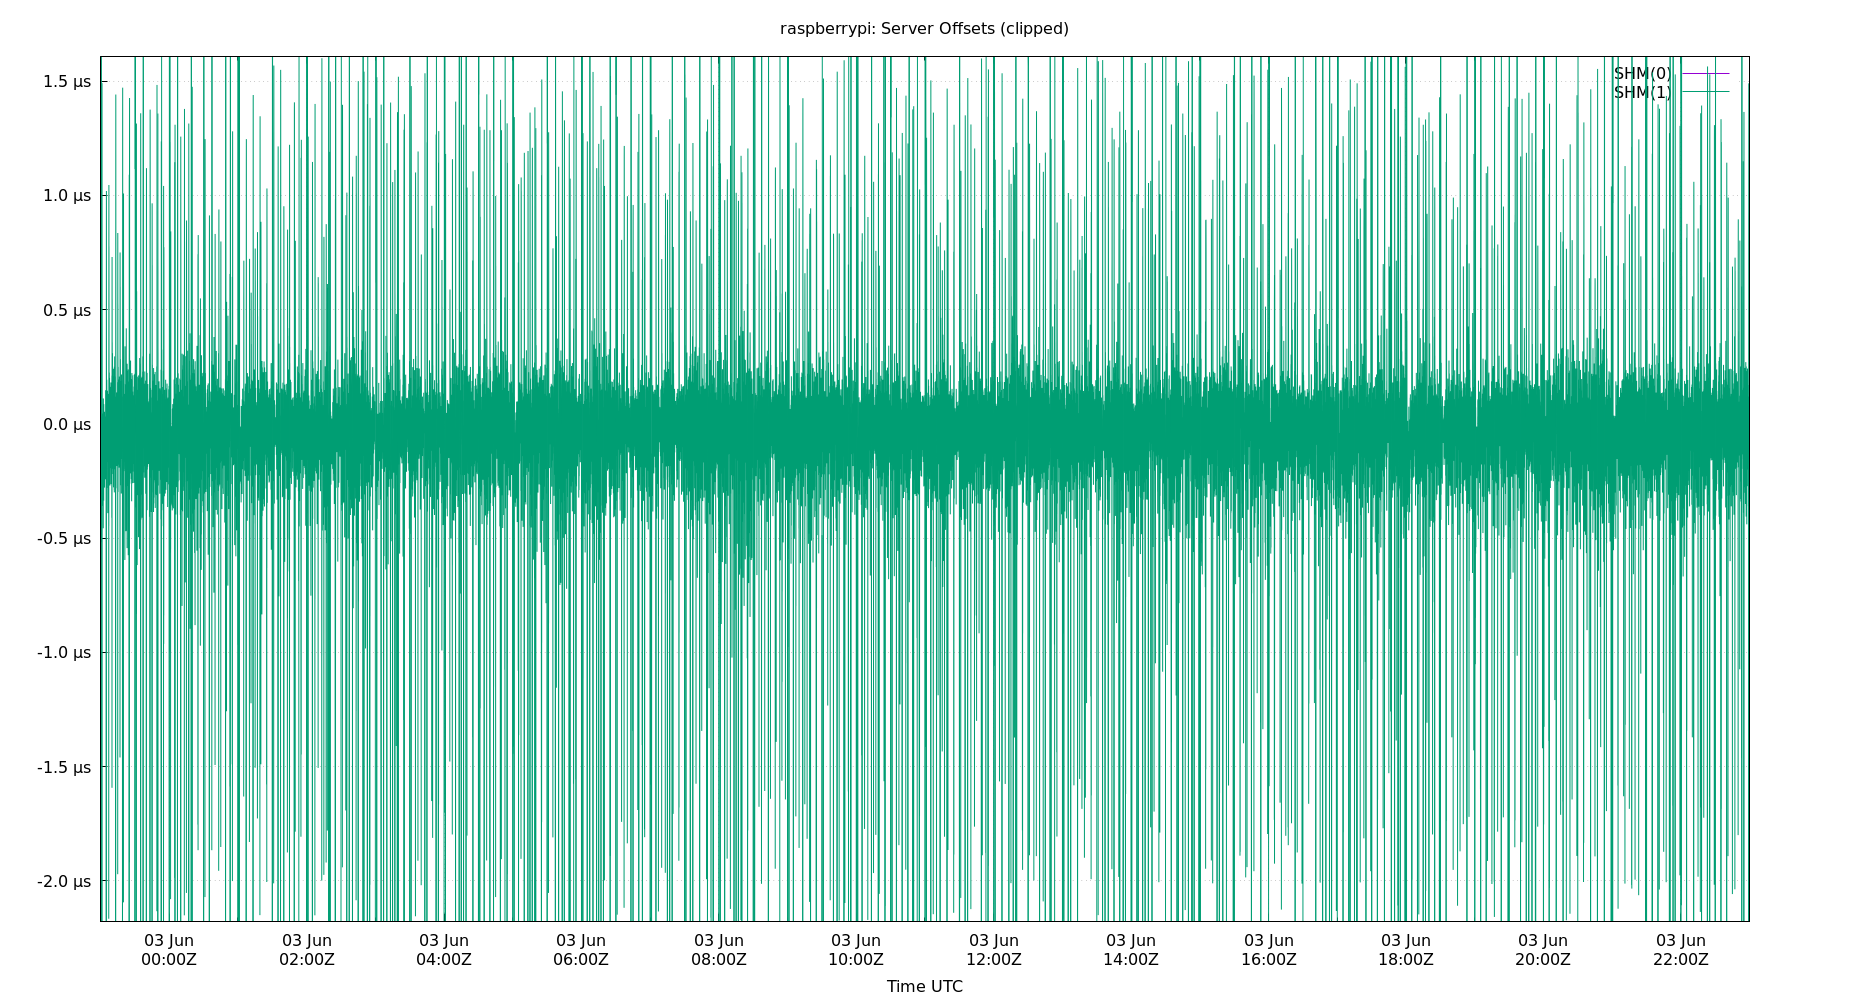 raspberrypi: Server Offsets (clipped)
SHM(0)
SHM(1)
1.5 µs
1.0 µs
0.5 µs
0.0 µs
-0.5 µs
-1.0 µs
-1.5 µs
-2.0 µs
03 Jun 03 Jun 03 Jun 03 Jun 03 Jun 03 Jun 03 Jun 03 Jun 03 Jun 03 Jun 03 Jun 03 Jun
00:00Z 02:00Z 04:00Z 06:00Z 08:00Z 10:00Z 12:00Z 14:00Z 16:00Z 18:00Z 20:00Z 22:00Z
Time UTC